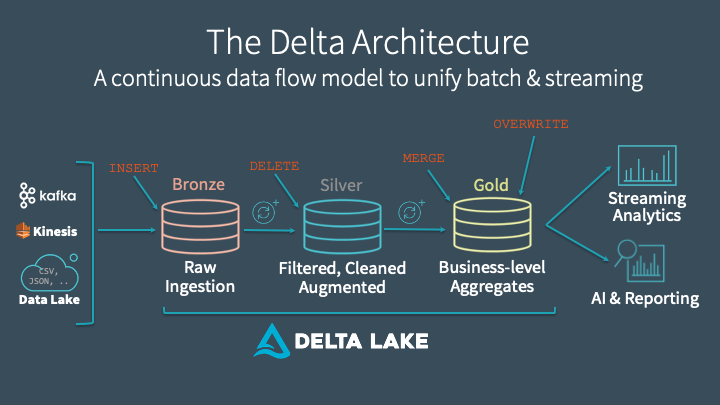 The Delta Architecture
A continuous data flow model to unify batch & streaming
OVERWRITE
MERGE
DELETE
INSERT
Bronze
Silver
Gold
kafka
Kinesis
CSV,
JSON, ..
Data Lake
Raw
Ingestion
Filtered, Cleaned
Augmented
Business-level
Aggregates
Streaming
Analytics
AI & Reporting
DELTA LAKE